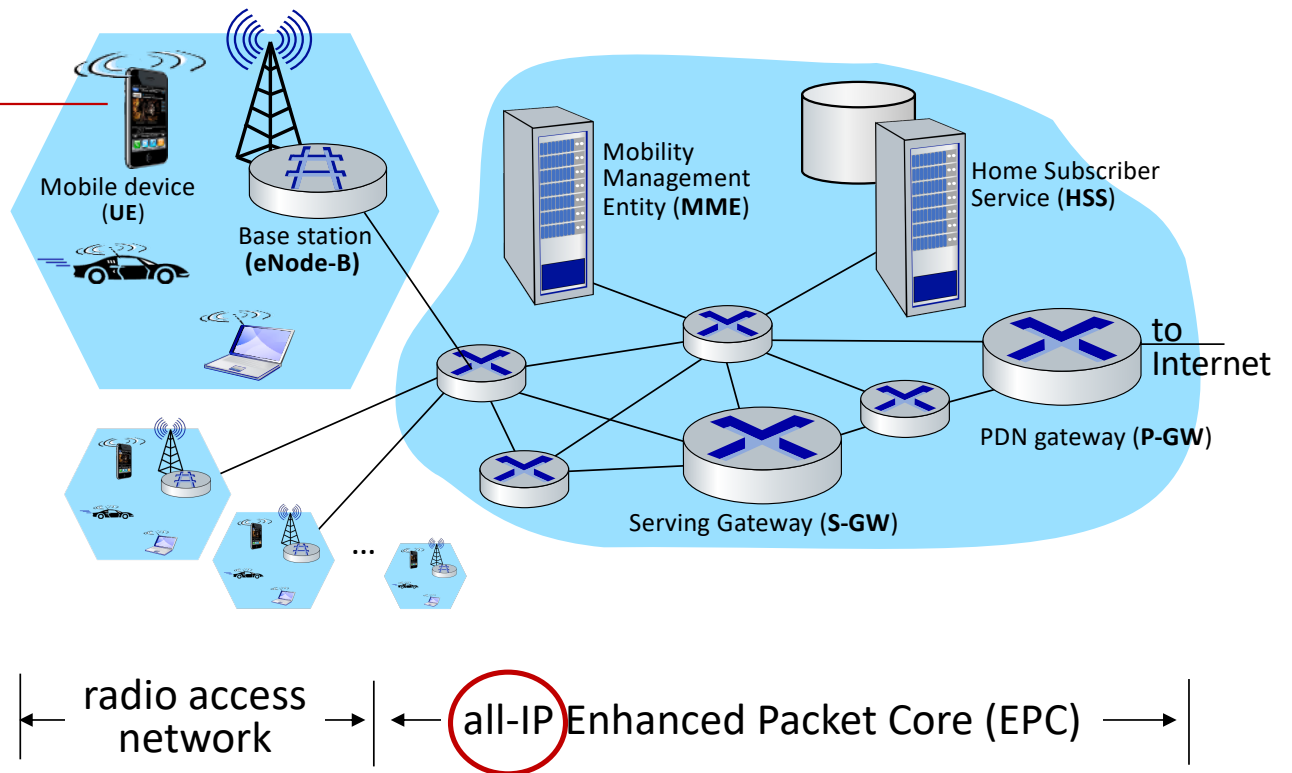 Mobile device
(UE)
Base station
(eNode-B)
Mobility
Management
Entity (MME)
Home Subscriber
Service (HSS)
to
Internet
PDN gateway (P-GW)
Serving Gateway (S-GW)
...
radio access
network
all-IP Enhanced Packet Core (EPC)